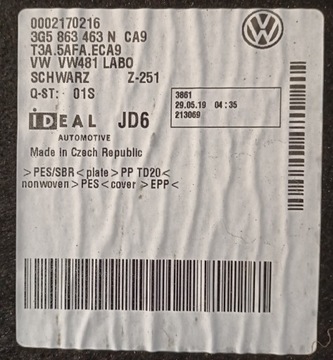 0002170216
3G5 863 463 N CA9
T3A.5AFA.ECA9
VW VW481 LABO
SCHWARZ Z-251
Q-ST: 01S
3861
29.05.19 04:35
213069
IDEAL JD6
AUTOMOTIVE
Made in Czech Republic
>PES/SBR< plate> PP TD20<
nonwoven> PES< cover> EPP<